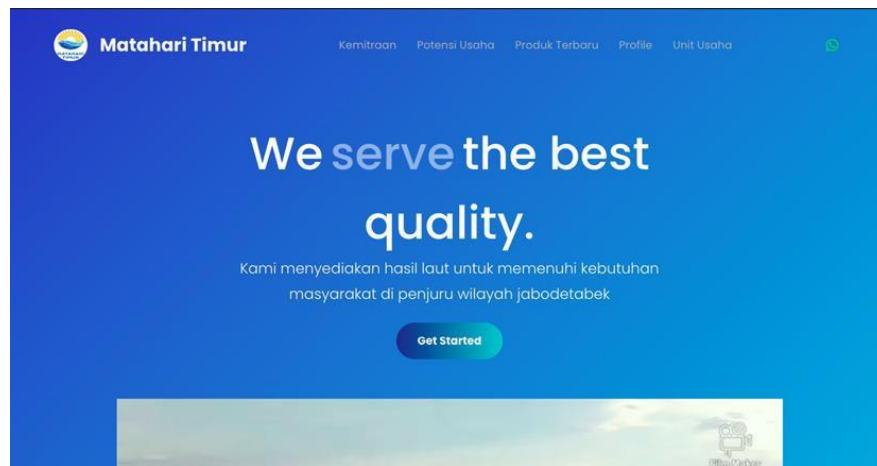 Matahari Timur
Kemitraan Potensi Usaha Produk Terbaru Profile Unit Usaha
We serve the best
quality.
Kami menyediakan hasil laut untuk memenuhi kebutuhan
masyarakat di penjuru wilayah jabodetabek
Get Started